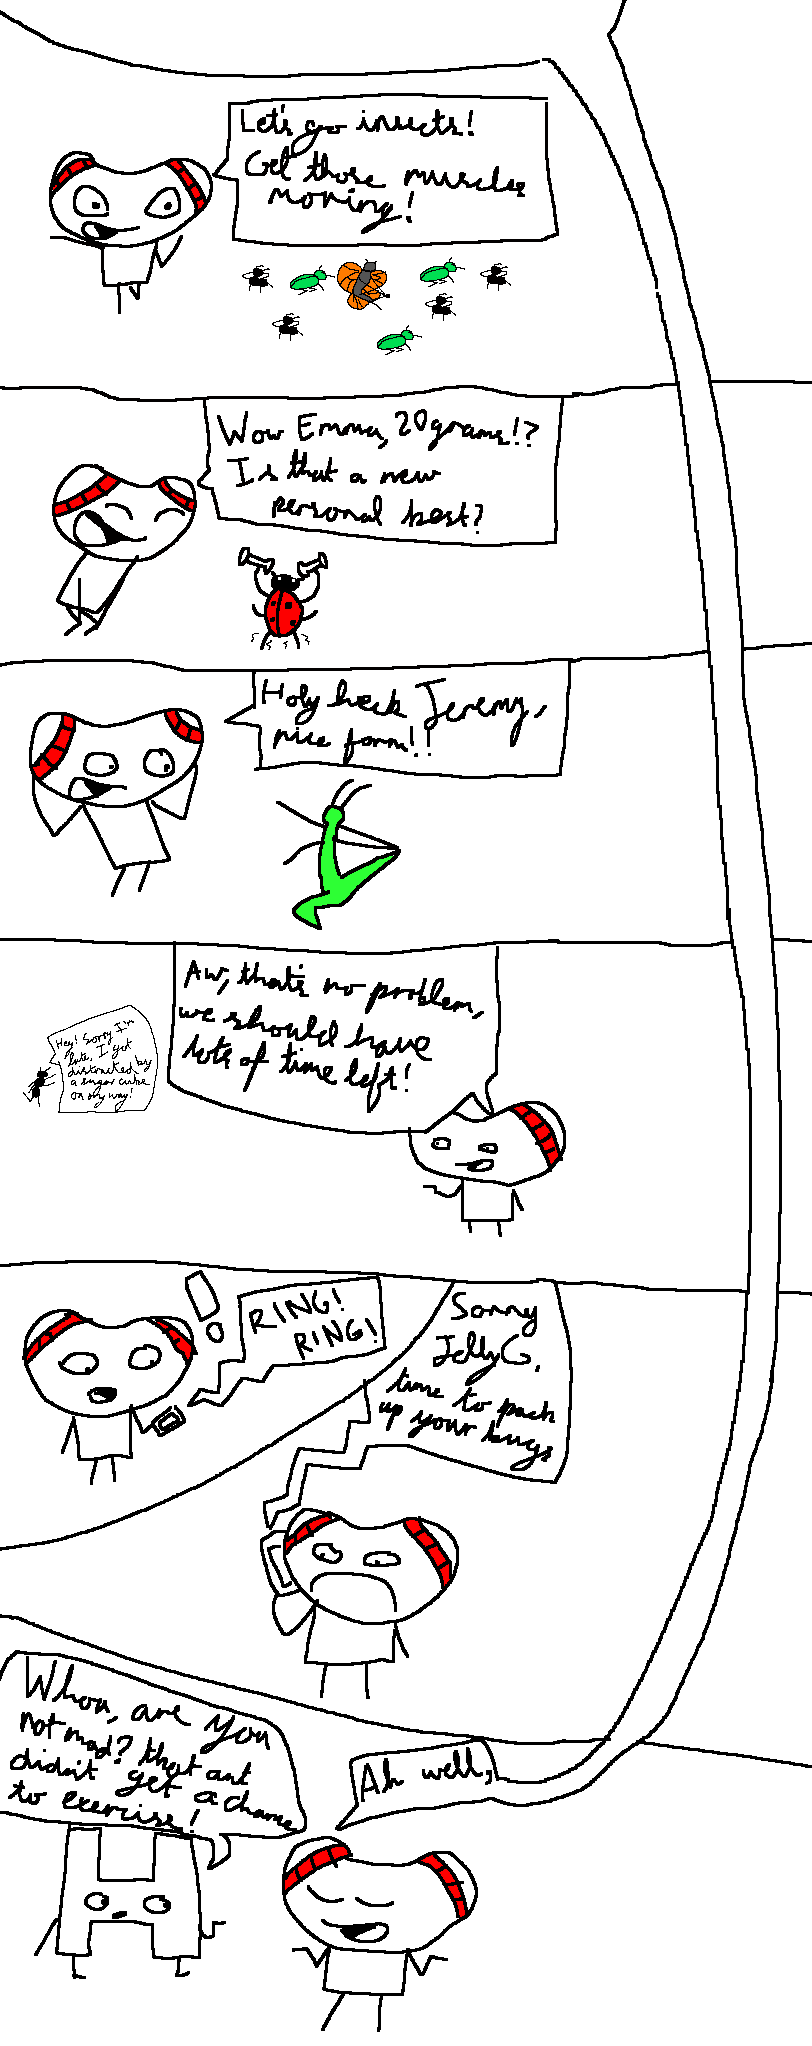 Let's go insects!
Get those muscles
moving!
Wow Emma, 20grams!?
Is that a new
personal best?
Holy heck Jeremy,
nice form!!
Hey! Sorry I'm
late, I got
distracted by
a sugar cube
on my way!
Aw, that's no problem,
we should have
lots of time left!
RING!
RING!
Sorry
JellyG,
time to pack
up your bugs
Whoa, are you
not mad? that ant
didn't get a chance
to exercise!
Ah well,